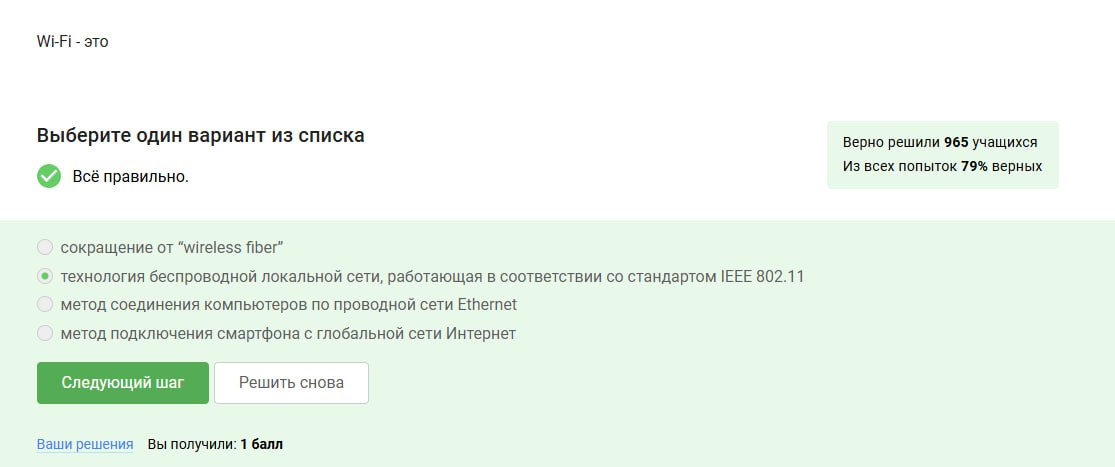 Wi-Fi - это
Выберите один вариант из списка
Всё правильно.
Верно решили 965 учащихся
Из всех попыток 79% верных
сокращение от “wireless fiber”
технология беспроводной локальной сети, работающая в соответствии со стандартом IEEE 802.11
метод соединения компьютеров по проводной сети Ethernet
метод подключения смартфона с глобальной сети Интернет
Следующий шаг
Решить снова
Ваши решения Вы получили: 1 балл